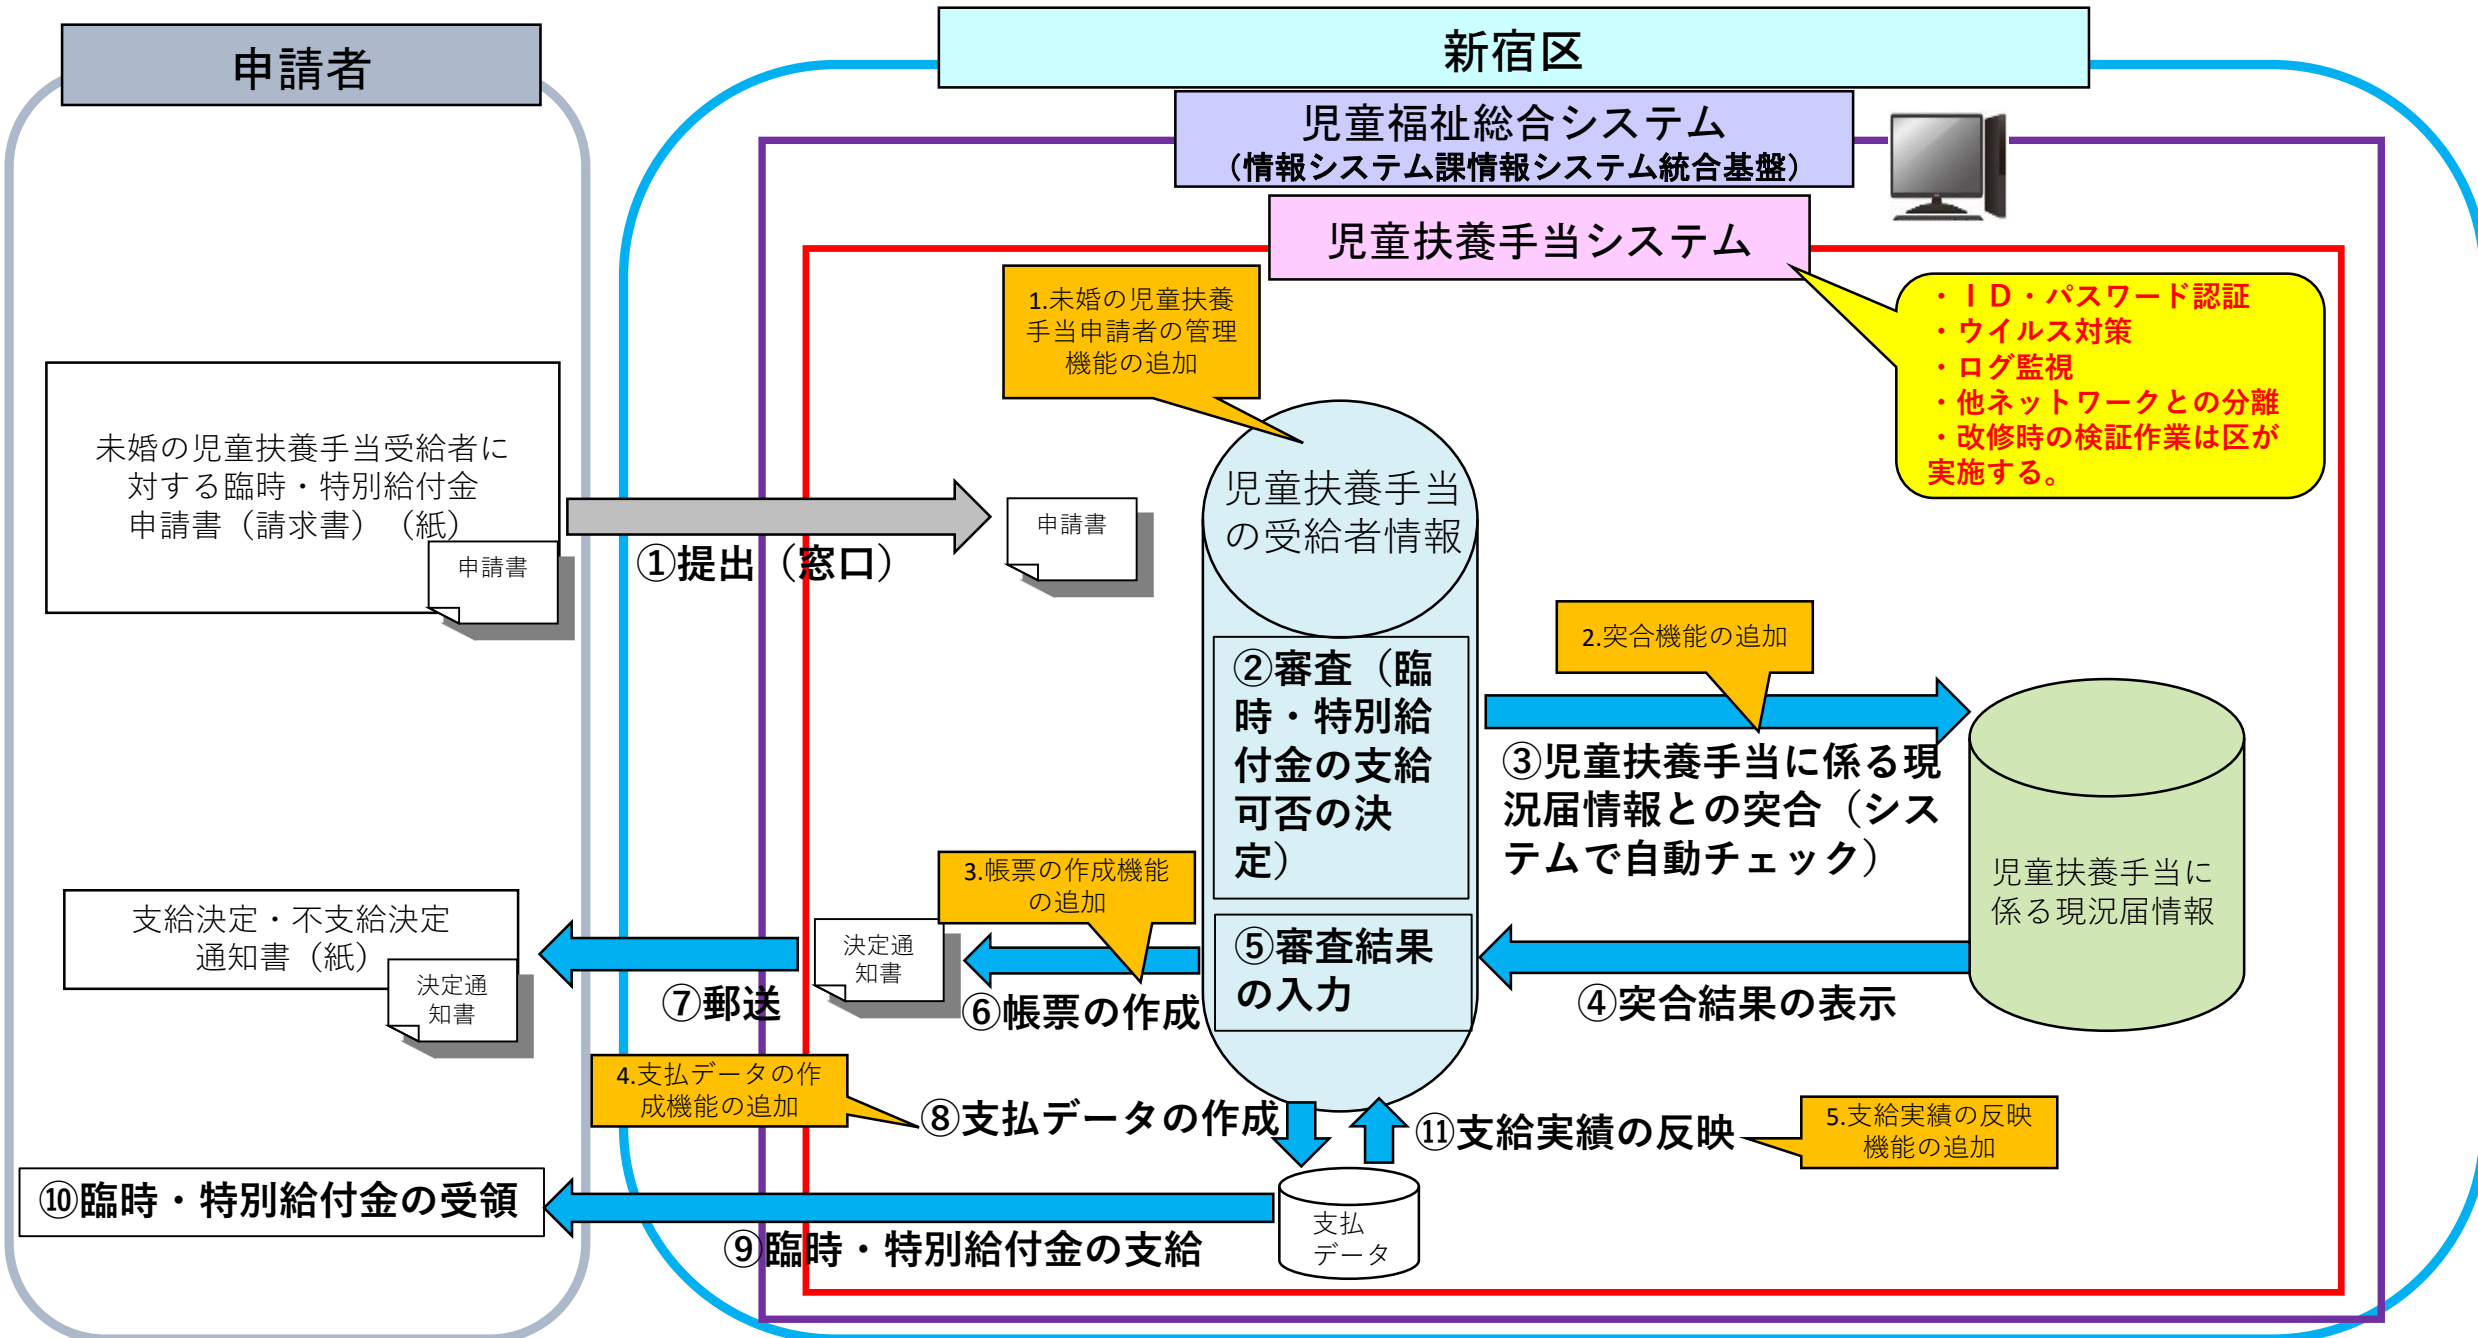 申請者
新宿区
児童福祉総合システム
（情報システム課情報システム統合基盤）
児童扶養手当システム
・ＩＤ・パスワード認証
・ウイルス対策
・ログ監視
・他ネットワークとの分離
・改修時の検証作業は区が
実施する。
1.未婚の児童扶養
手当申請者の管理
機能の追加
未婚の児童扶養手当受給者に
対する臨時・特別給付金
申請書（請求書）（紙）
申請書
①提出（窓口）
申請書
児童扶養手当
の受給者情報
②審査（臨
時・特別給
付金の支給
可否の決
定）
2.突合機能の追加
③児童扶養手当に係る現
況届情報との突合（シス
テムで自動チェック）
児童扶養手当に
係る現況届情報
④突合結果の表示
⑤審査結果
の入力
3.帳票の作成機能
の追加
⑥帳票の作成
決定通
知書
⑦郵送
支給決定・不支給決定
通知書（紙）
決定通
知書
4.支払データの作
成機能の追加
⑧支払データの作成
⑪支給実績の反映
5.支給実績の反映
機能の追加
支払
データ
⑨臨時・特別給付金の支給
⑩臨時・特別給付金の受領